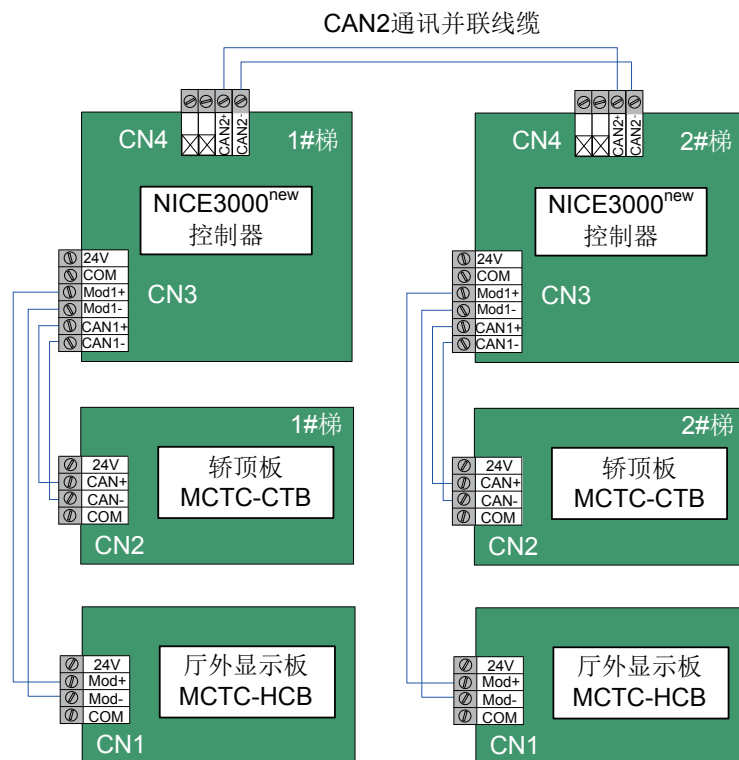 CAN2通讯并联线缆
CN4
CAN2+
CAN2-
1#梯
NICE3000new
控制器
24V
COM
Mod1+
Mod1-
CAN1+
CAN1-
CN3
1#梯
24V
CAN+
CAN-
COM
轿顶板
MCTC-CTB
CN2
24V
Mod+
Mod-
COM
厅外显示板
MCTC-HCB
CN1
CN4
CAN2+
CAN2-
2#梯
NICE3000new
控制器
24V
COM
Mod1+
Mod1-
CAN1+
CAN1-
CN3
2#梯
24V
CAN+
CAN-
COM
轿顶板
MCTC-CTB
CN2
24V
Mod+
Mod-
COM
厅外显示板
MCTC-HCB
CN1